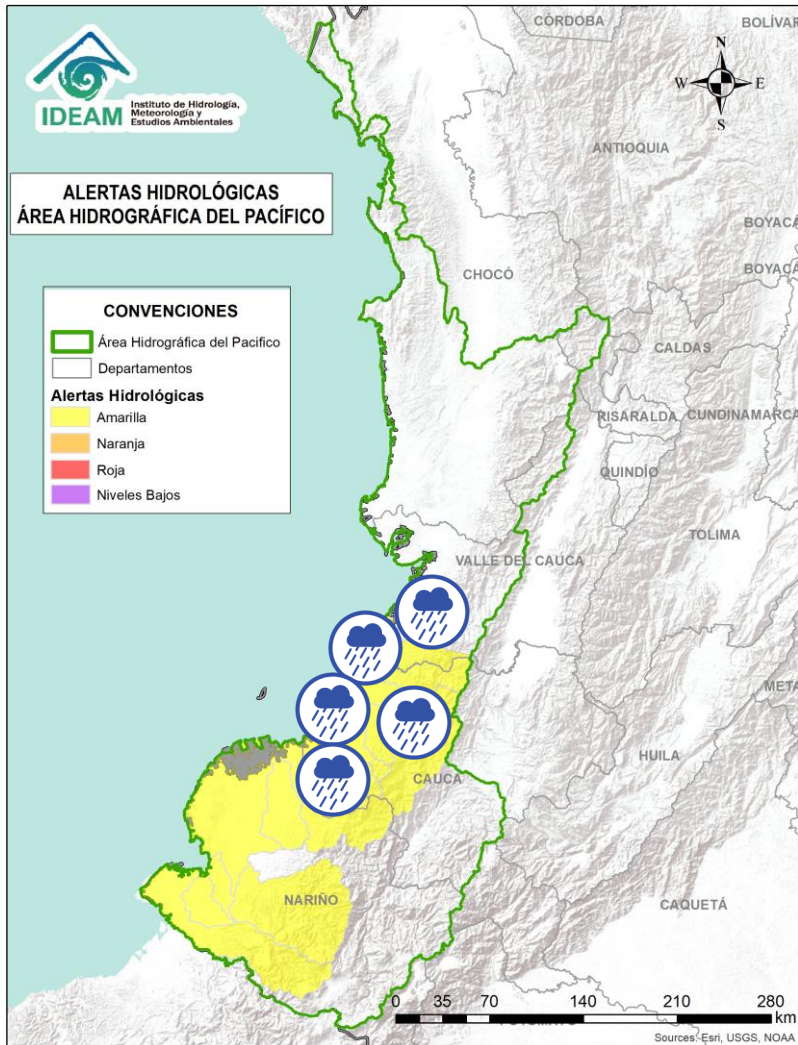 IDEAM
Instituto de Hidrología,
Meteorología y
Estudios Ambientales
ALERTAS HIDROLÓGICAS
ÁREA HIDROGRÁFICA DEL PACÍFICO
CONVENCIONES
Área Hidrográfica del Pacifico
Departamentos
Alertas Hidrológicas
Amarilla
Naranja
Roja
Niveles Bajos
N
W E
S
CÓRDOBA
BOLÍVAR
ANTIOQUIA
BOYACÁ
BOYACÁ
CHOCÓ
CALDAS
RISARALDA
CUNDINAMARCA
QUINDÍO
TOLIMA
VALLE DEL CAUCA
META
HUILA
CAUCA
NARIÑO
CAQUETÁ
0 35 70 140 210 280
km
Sources: Esri, USGS, NOAA